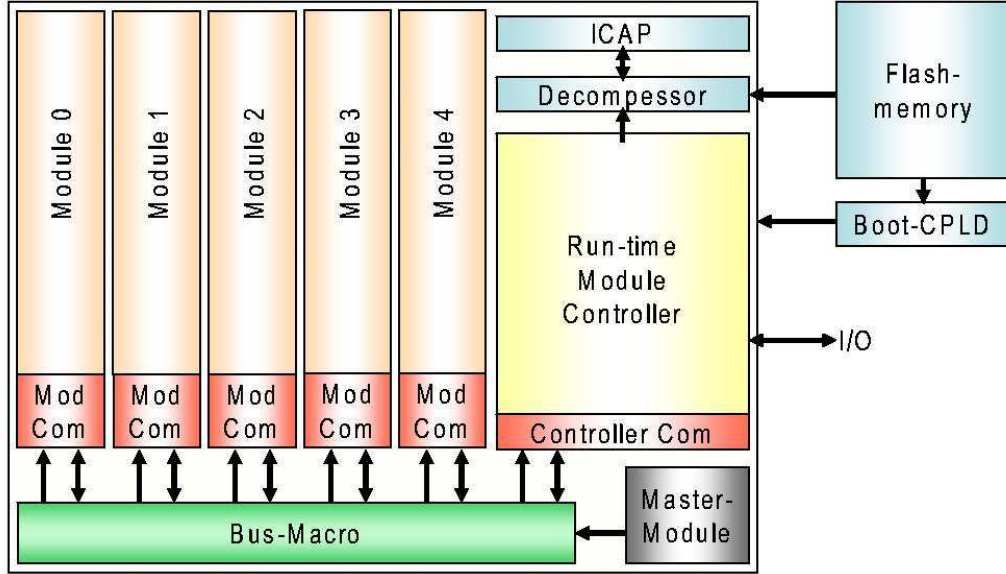 Module 0
Module 1
Module 2
Module 3
Module 4
Mod
Com
Mod
Com
Mod
Com
Mod
Com
Mod
Com
ICAP
Decompessor
Run-time
Module
Controller
Controller Com
Flash-
memory
Boot-CPLD
I/O
Bus-Macro
Master-
Module